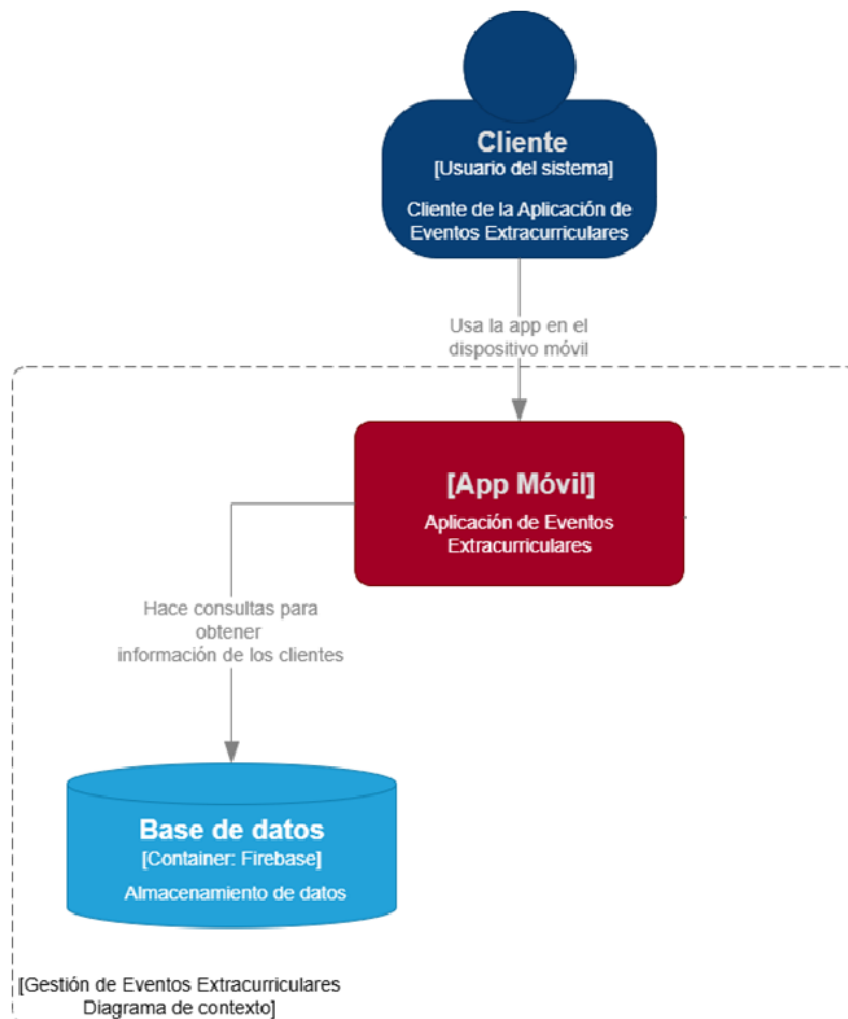 Cliente
[Usuario del sistema]
Cliente de la Aplicación de
Eventos Extracurriculares
Usa la app en el
dispositivo móvil
[App Móvil]
Aplicación de Eventos
Extracurriculares
Hace consultas para
obtener
información de los clientes
Base de datos
[Container: Firebase]
Almacenamiento de datos
[Gestión de Eventos Extracurriculares
Diagrama de contexto]